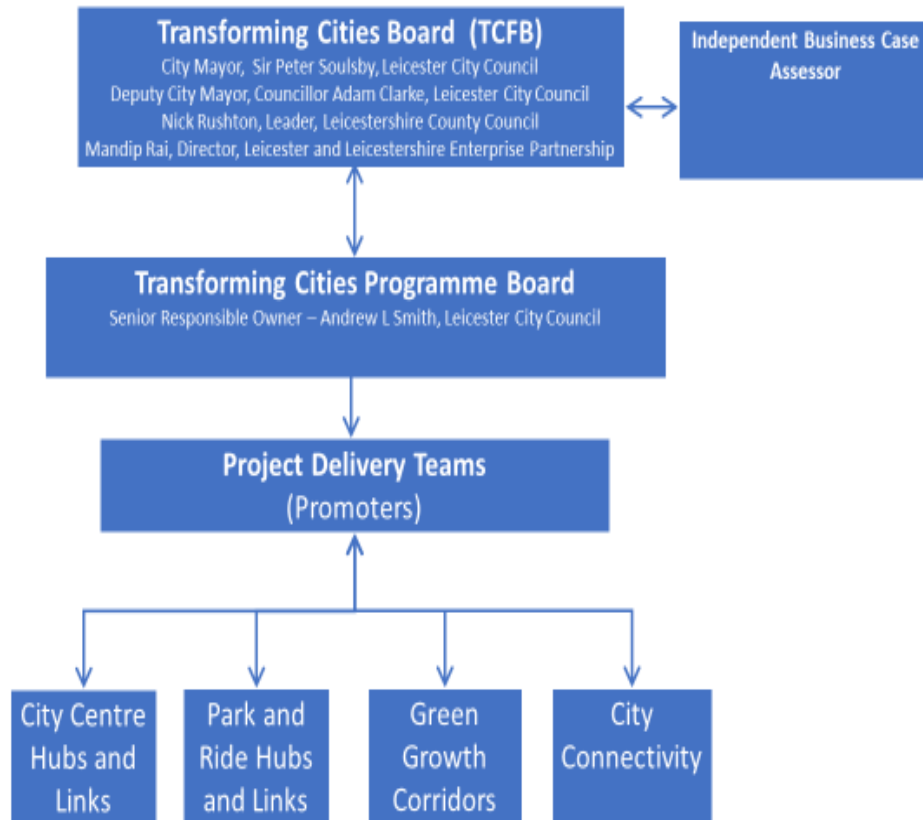 Transforming Cities Board (TCFB)
City Mayor, Sir Peter Soulsby, Leicester City Council
Deputy City Mayor, Councillor Adam Clarke, Leicester City Council
Nick Rushton, Leader, Leicestershire County Council
Mandip Rai, Director, Leicester and Leicestershire Enterprise Partnership
Independent Business Case
Assessor
Transforming Cities Programme Board
Senior Responsible Owner – Andrew L Smith, Leicester City Council
Project Delivery Teams
(Promoters)
City Centre
Hubs and
Links
Park and
Ride Hubs
and Links
Green
Growth
Corridors
City
Connectivity